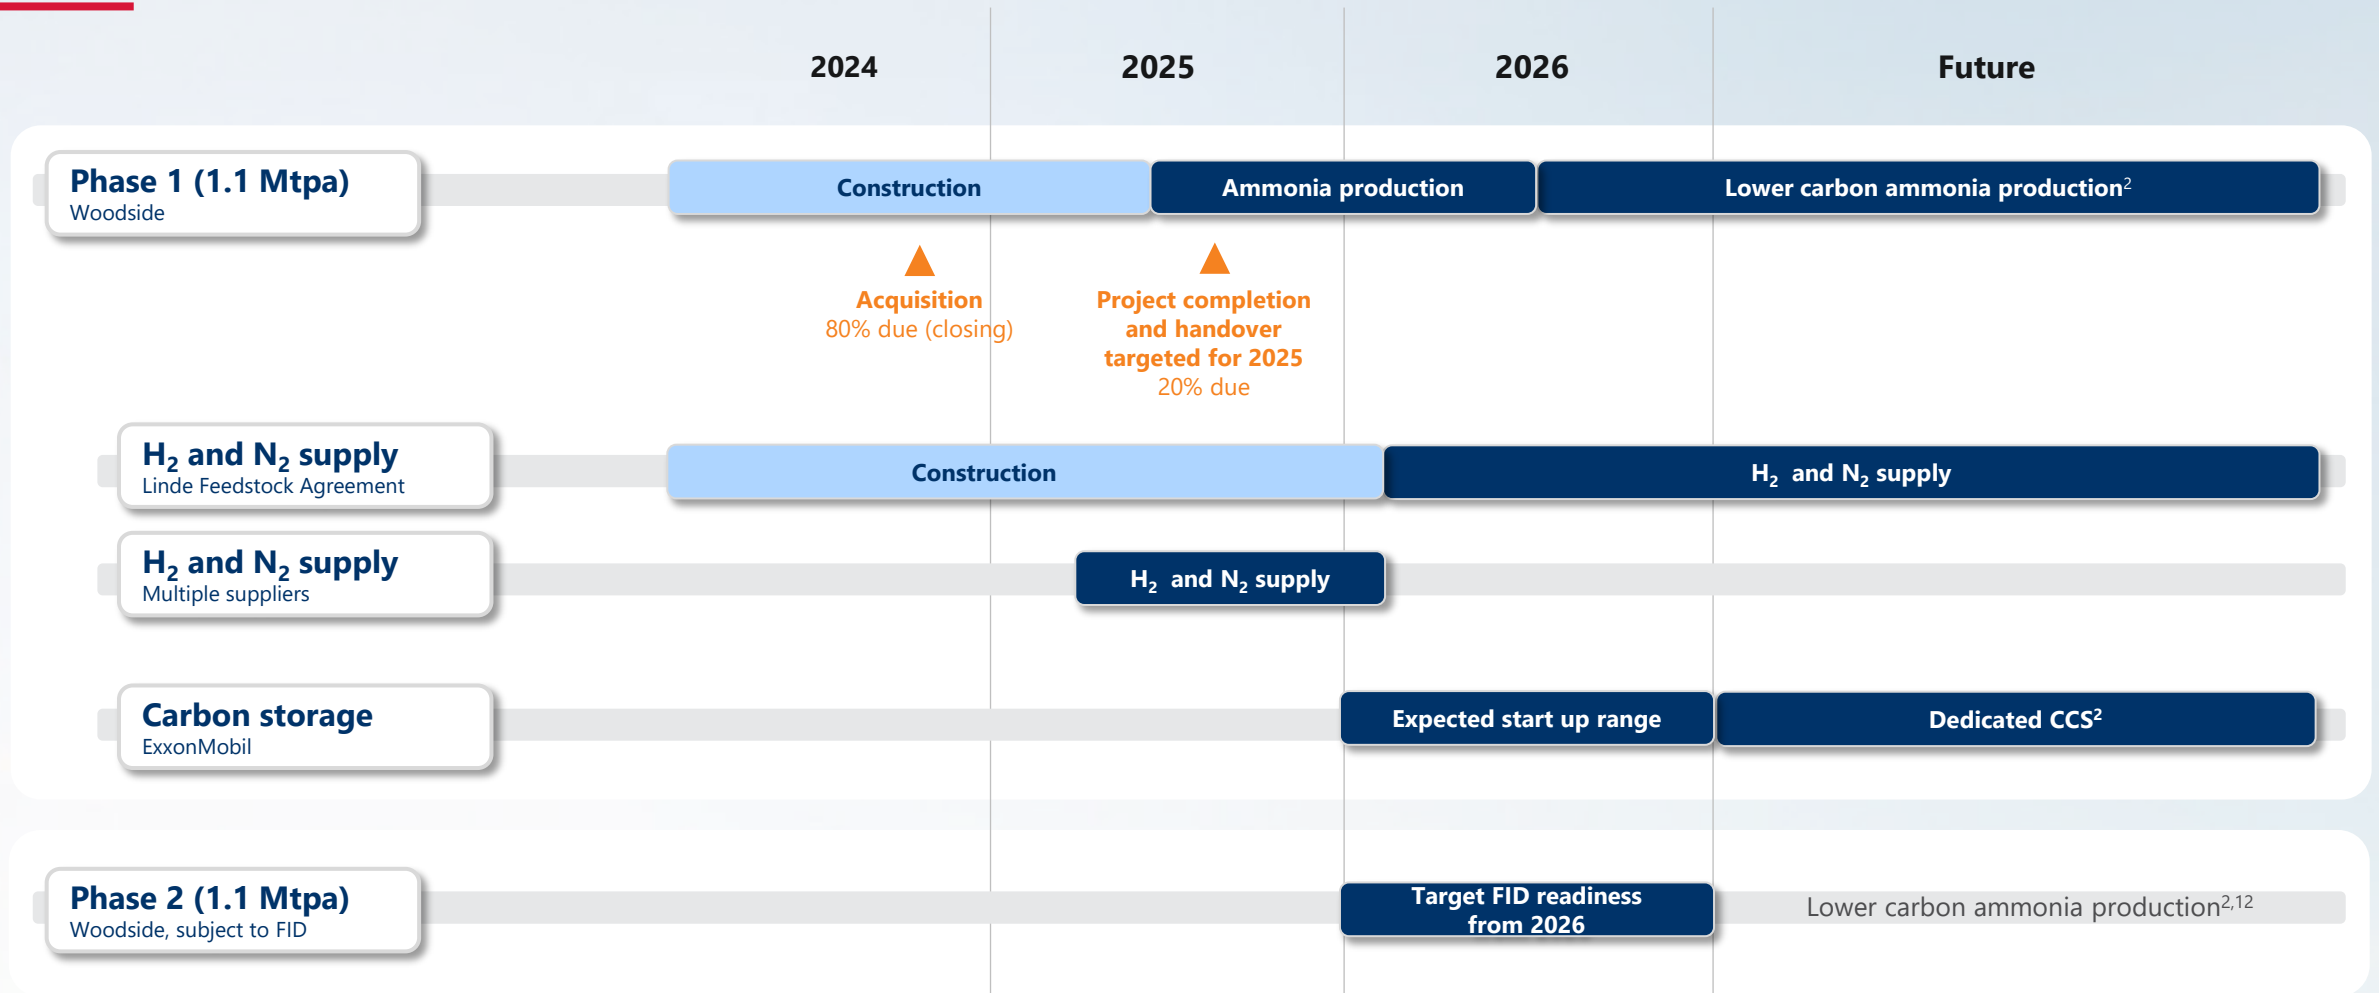 2024 2025 2026 Future
Phase 1 (1.1 Mtpa)
Woodside
Construction
Ammonia production
Lower carbon ammonia production²
Acquisition
80% due (closing)
Project completion
and handover
targeted for 2025
20% due
H₂ and N₂ supply
Linde Feedstock Agreement
Construction
H₂ and N₂ supply
H₂ and N₂ supply
Multiple suppliers
H₂ and N₂ supply
Carbon storage
ExxonMobil
Expected start up range
Dedicated CCS²
Phase 2 (1.1 Mtpa)
Woodside, subject to FID
Target FID readiness
from 2026
Lower carbon ammonia production²,¹²